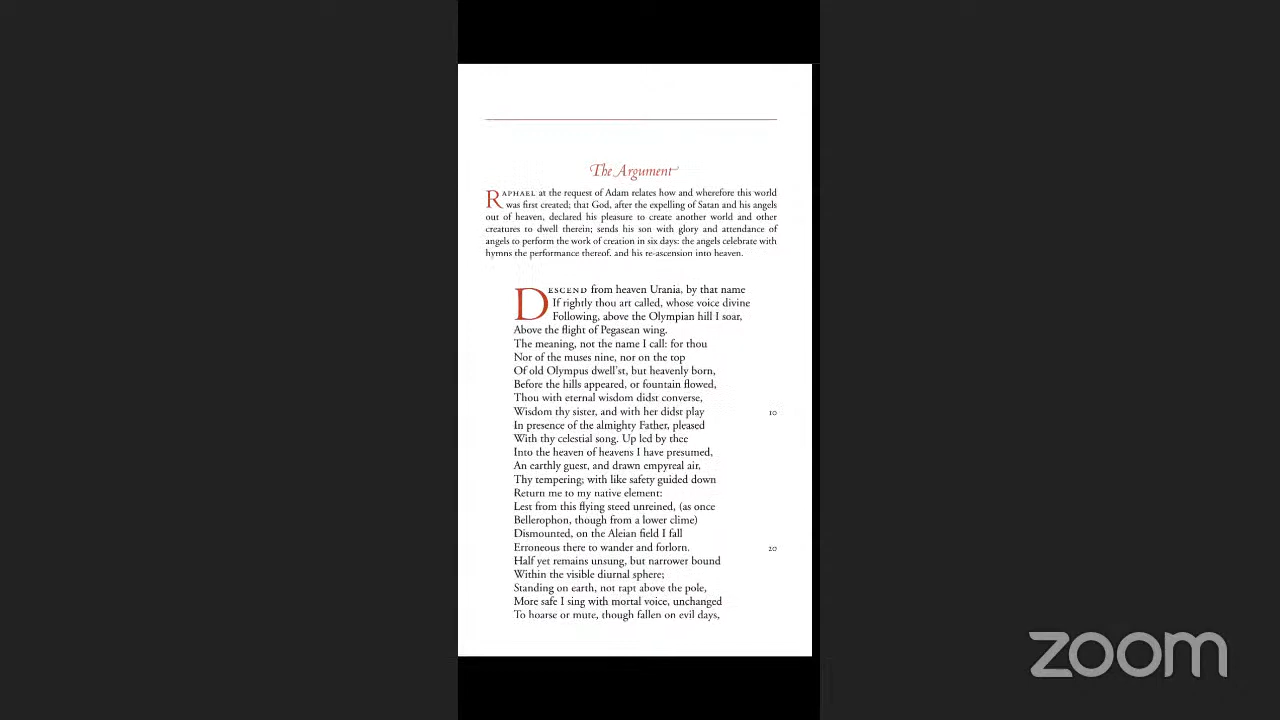 The Argument
RAPHAEL at the request of Adam relates how and wherefore this world
was first created; that God, after the expelling of Satan and his angels
out of heaven, declared his pleasure to create another world and other
creatures to dwell therein; sends his son with glory and attendance of
angels to perform the work of creation in six days: the angels celebrate with
hymns the performance thereof, and his re-ascension into heaven.
DESCEND from heaven Urania, by that name
If rightly thou art called, whose voice divine
Following, above the Olympian hill I soar,
Above the flight of Pegasean wing.
The meaning, not the name I call: for thou
Nor of the muses nine, nor on the top
Of old Olympus dwell'st, but heavenly born,
Before the hills appeared, or fountain flowed,
Thou with eternal wisdom didst converse,
Wisdom thy sister, and with her didst play 10
In presence of the almighty Father, pleased
With thy celestial song. Up led by thee
Into the heaven of heavens I have presumed,
An earthly guest, and drawn empyreal air,
Thy tempering; with like safety guided down
Return me to my native element:
Lest from this flying steed unreined, (as once
Bellerophon, though from a lower clime)
Dismounted, on the Aleian field I fall
Erroneous there to wander and forlorn. 20
Half yet remains unsung, but narrower bound
Within the visible diurnal sphere;
Standing on earth, not rapt above the pole,
More safe I sing with mortal voice, unchanged
To hoarse or mute, though fallen on evil days,
zoom